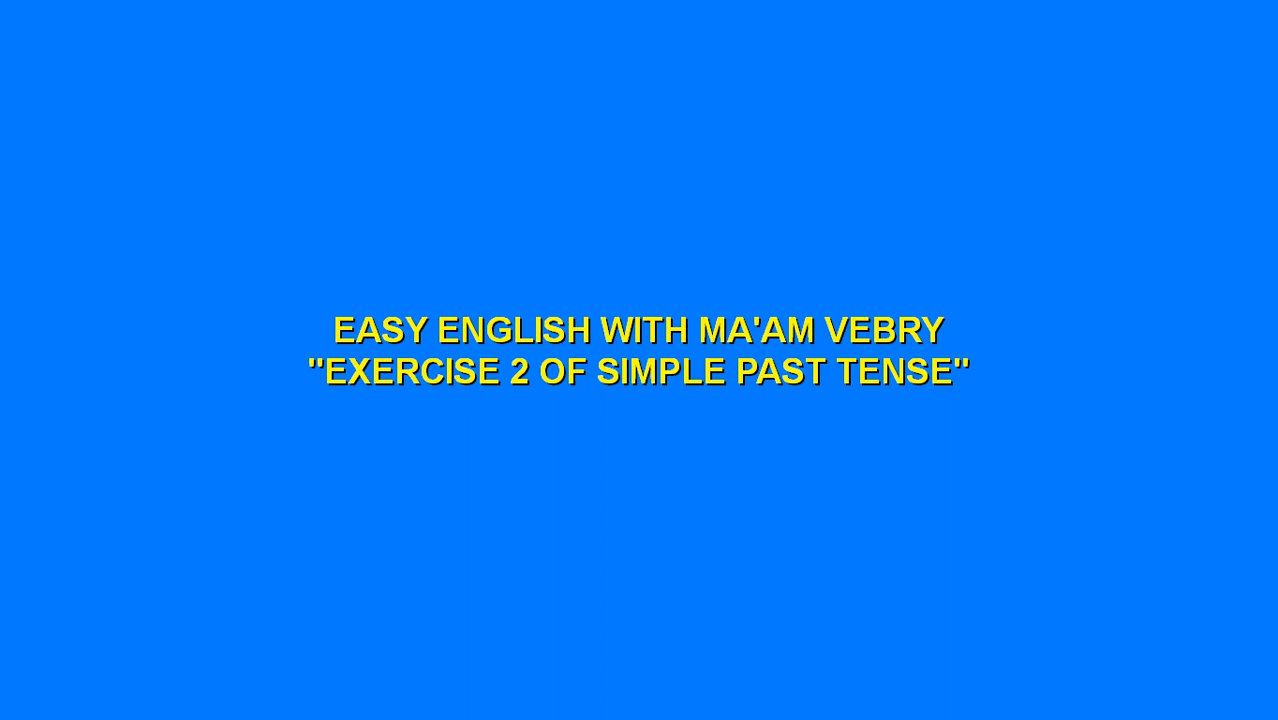 EASY ENGLISH WITH MA'AM VEBRY
"EXERCISE 2 OF SIMPLE PAST TENSE"